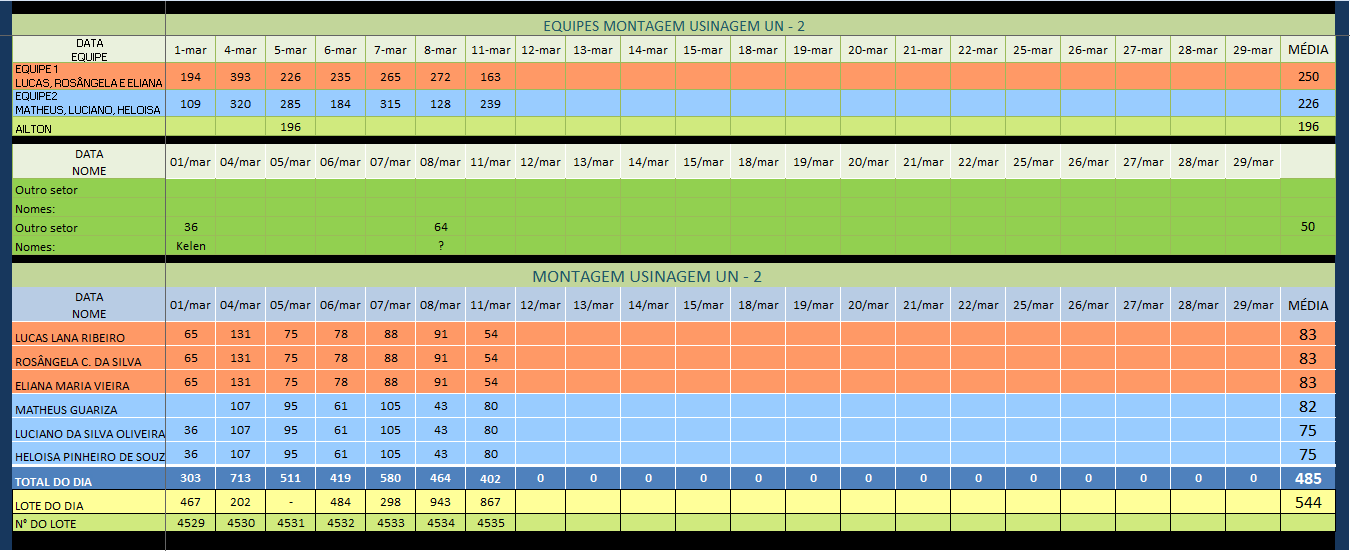 EQUIPES MONTAGEM USINAGEM UN - 2
DATA
EQUIPE 1-mar 4-mar 5-mar 6-mar 7-mar 8-mar 11-mar 12-mar 13-mar 14-mar 15-mar 18-mar 19-mar 20-mar 21-mar 22-mar 25-mar 26-mar 27-mar 28-mar 29-mar MÉDIA
EQUIPE 1
LUCAS, ROSÂNGELA E ELIANA 194 393 226 235 265 272 163 250
EQUIPE2
MATHEUS, LUCIANO, HELOISA 109 320 285 184 315 128 239 226
AILTON 196 196
DATA
NOME 01/mar 04/mar 05/mar 06/mar 07/mar 08/mar 11/mar 12/mar 13/mar 14/mar 15/mar 18/mar 19/mar 20/mar 21/mar 22/mar 25/mar 26/mar 27/mar 28/mar 29/mar
Outro setor
Nomes:
Outro setor 36 64 50
Nomes: Kelen ?
MONTAGEM USINAGEM UN - 2
DATA
NOME 01/mar 04/mar 05/mar 06/mar 07/mar 08/mar 11/mar 12/mar 13/mar 14/mar 15/mar 18/mar 19/mar 20/mar 21/mar 22/mar 25/mar 26/mar 27/mar 28/mar 29/mar MÉDIA
LUCAS LANA RIBEIRO 65 131 75 78 88 91 54 83
ROSÂNGELA C. DA SILVA 65 131 75 78 88 91 54 83
ELIANA MARIA VIEIRA 65 131 75 78 88 91 54 83
MATHEUS GUARIZA 107 95 61 105 43 80 82
LUCIANO DA SILVA OLIVEIRA 36 107 95 61 105 43 80 75
HELOISA PINHEIRO DE SOUZ 36 107 95 61 105 43 80 75
TOTAL DO DIA 303 713 511 419 580 464 402 0 0 0 0 0 0 0 0 0 0 0 0 0 0 485
LOTE DO DIA 467 202 - 484 298 943 867 544
N° DO LOTE 4529 4530 4531 4532 4533 4534 4535